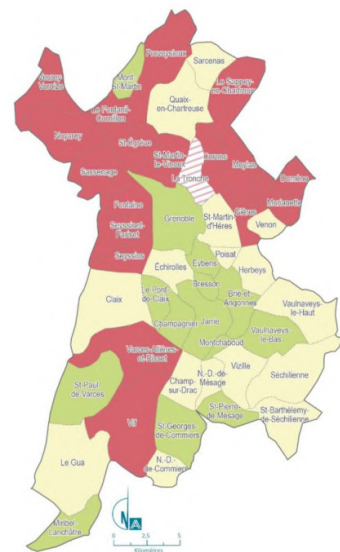 Proveysieux
Sarcenas
Mont
St-Martin
Le Sappey-
en-Chartreuse
Quaix-
en-Chartreuse
Le Fontanil-
Cornillon
Noyarey
St-Égrève
St-Martin-
le-Vinoux
Corenc
La Tronche
Meylan
Sassenage
Domène
Murianette
Fontaine
Seyssinet-
Pariset
Grenoble
St-Martin
d'Hères
Gières
Venon
Seyssins
Poisat
Eybens
Échirolles
Herbeys
Bresson
Claix
Le Pont-
de-Claix
Brié-et
Angonnes
Vaulnaveys-
le-Haut
Champagnier
Jarrie
Vaulnaveys-
le-Bas
Montchaboud
Varces-Allières-
et-Risset
St-Paul
de-Varces
Champ-
sur-Drac
N.-D.-de-
Mésage
Vizille
Séchilienne
Vif
St-Georges
de-Commiers
St-Pierre-
de-Mésage
St-Barthélemy-
de-Séchilienne
Le Gua
N.-D.-
de-Commiers
Miribel
Lanchâtre
N
0 2,5 5
Kilomètres